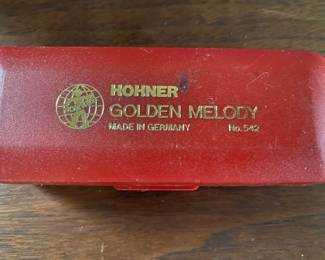 HOHNER
GOLDEN MELODY
MADE IN GERMANY No. 542